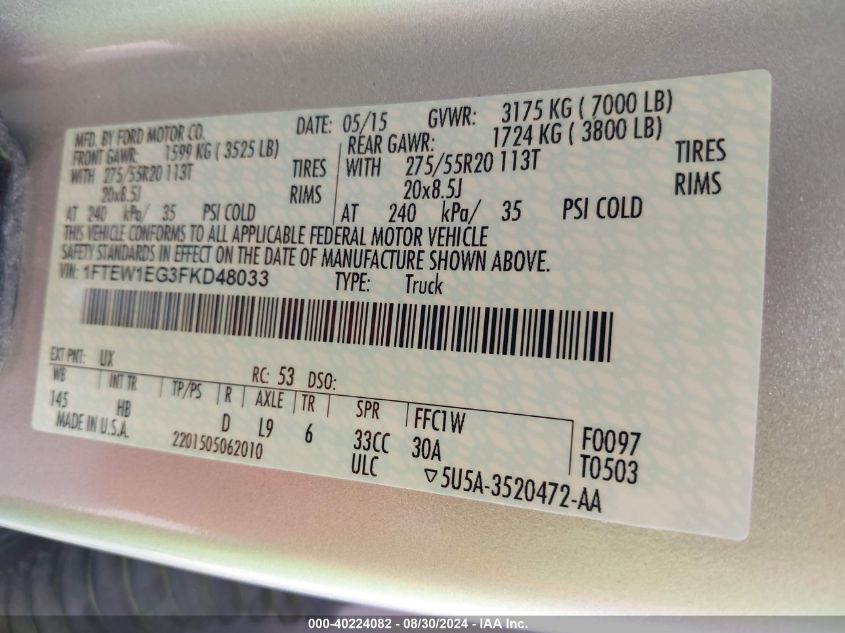 MFD. BY FORD MOTOR CO. DATE: 05/15 GVWR: 3175 KG ( 7000 LB)
FRONT GAWR: 1599 KG ( 3525 LB) REAR GAWR: 1724 KG ( 3800 LB)
WITH 275/55R20 113T TIRES WITH 275/55R20 113T TIRES
20x8.5J RIMS 20x8.5J RIMS
AT 240 kPa/ 35 PSI COLD AT 240 kPa/ 35 PSI COLD
THIS VEHICLE CONFORMS TO ALL APPLICABLE FEDERAL MOTOR VEHICLE
SAFETY STANDARDS IN EFFECT ON THE DATE OF MANUFACTURE SHOWN ABOVE.
VIN: 1FTEW1EG3FKD48033 TYPE: Truck
EXT PNT: UX RC: 53 DSO:
WB INT TR TP/PS R AXLE TR SPR FFC1W
145 HB D L9 6 33CC 30A F0097
MADE IN U.S.A. 2201505062010 ULC ▽5U5A-3520472-AA T0503
000-40224082 - 08/30/2024 - IAA Inc.